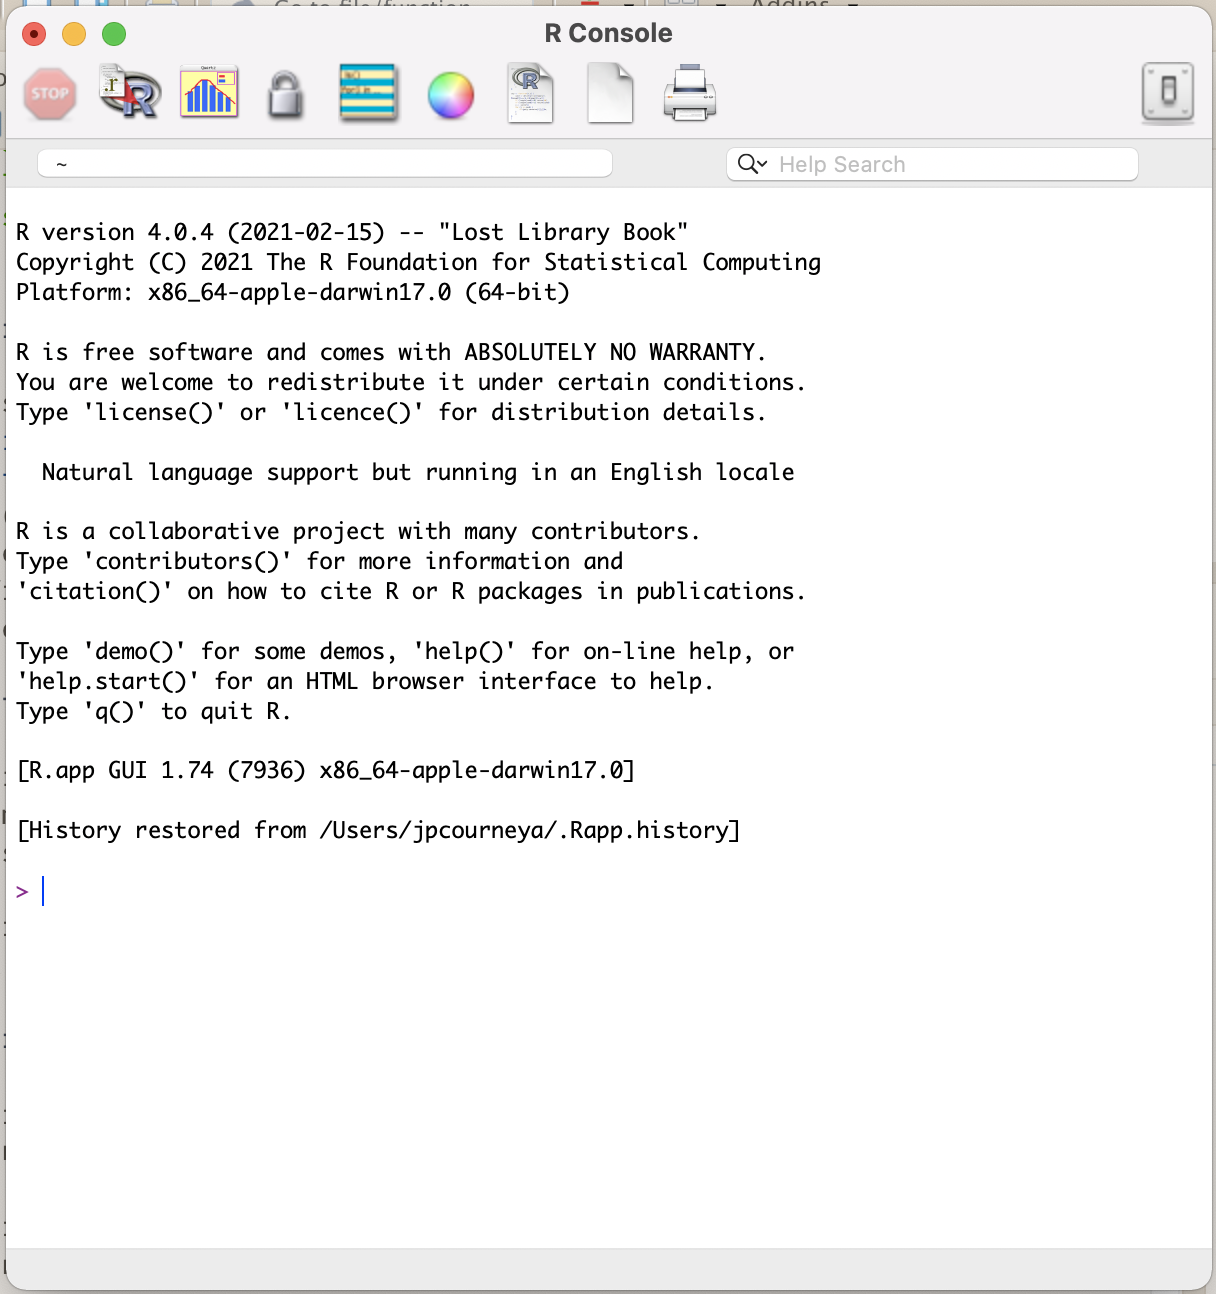 Go to file/function
Addins
R Console
STOP
~
Help Search
R version 4.0.4 (2021-02-15) -- "Lost Library Book"
Copyright (C) 2021 The R Foundation for Statistical Computing
Platform: x86_64-apple-darwin17.0 (64-bit)
R is free software and comes with ABSOLUTELY NO WARRANTY.
You are welcome to redistribute it under certain conditions.
Type 'license()' or 'licence()' for distribution details.
Natural language support but running in an English locale
R is a collaborative project with many contributors.
Type 'contributors()' for more information and
'citation()' on how to cite R or R packages in publications.
Type 'demo()' for some demos, 'help()' for on-line help, or
'help.start()' for an HTML browser interface to help.
Type 'q()' to quit R.
[R.app GUI 1.74 (7936) x86_64-apple-darwin17.0]
[History restored from /Users/jpcourneya/.Rapp.history]
>